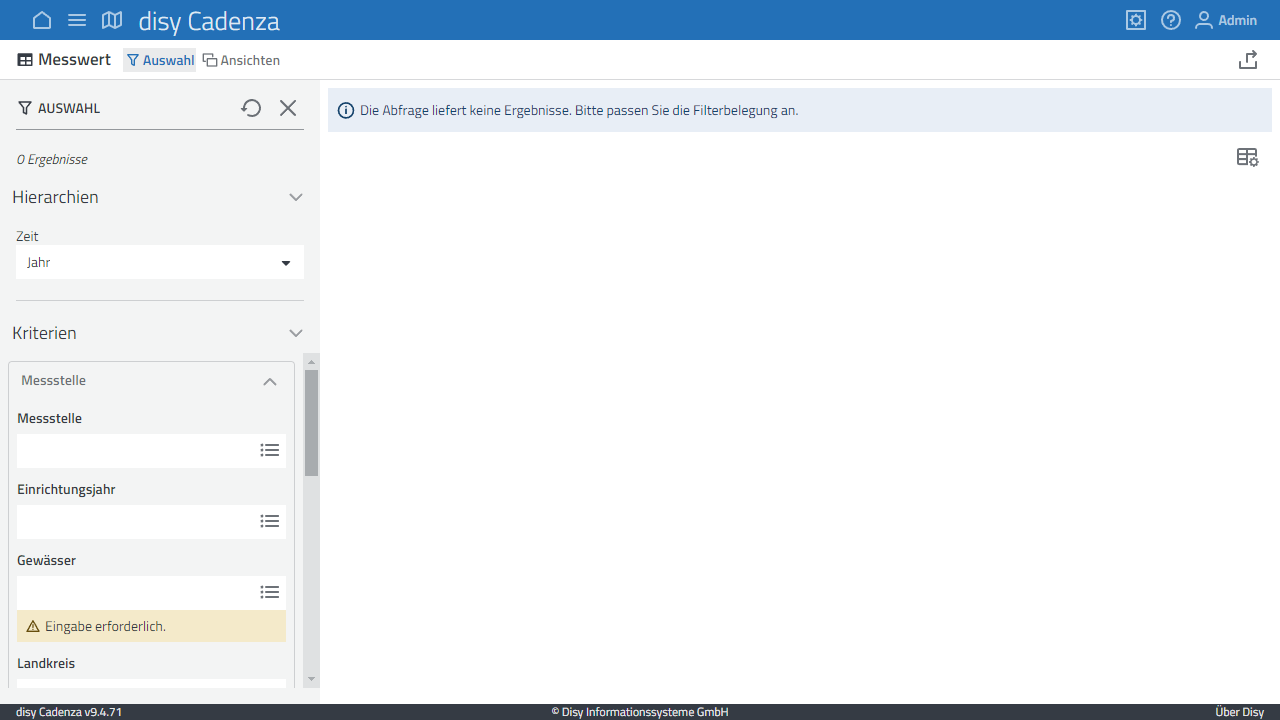 disy Cadenza
Admin
Messwert
Auswahl
Ansichten
AUSWAHL
Die Abfrage liefert keine Ergebnisse. Bitte passen Sie die Filterbelegung an.
0 Ergebnisse
Hierarchien
Zeit
Jahr
Kriterien
Messstelle
Messstelle
Einrichtungsjahr
Gewässer
Eingabe erforderlich.
Landkreis
disy Cadenza v9.4.71
© Disy Informationssysteme GmbH
Über Disy